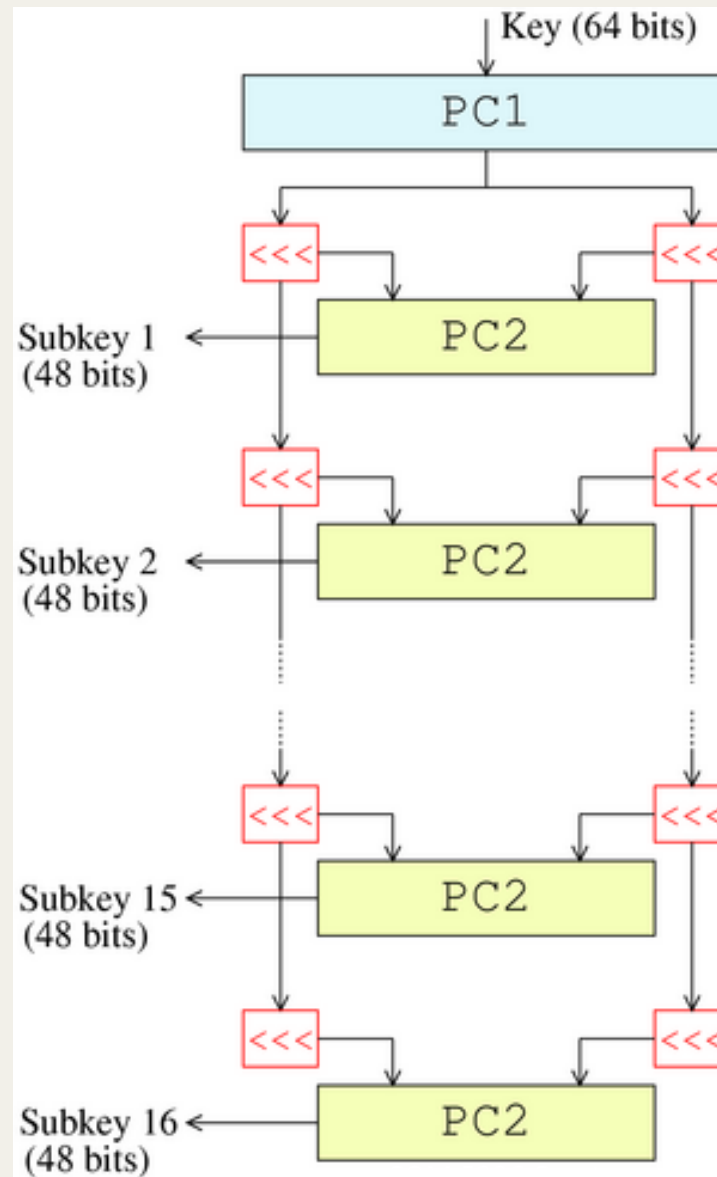 Key (64 bits)
PC1
<<< <<<
PC2
Subkey 1
(48 bits)
<<< <<<
PC2
Subkey 2
(48 bits)
<<< <<<
PC2
Subkey 15
(48 bits)
<<< <<<
PC2
Subkey 16
(48 bits)